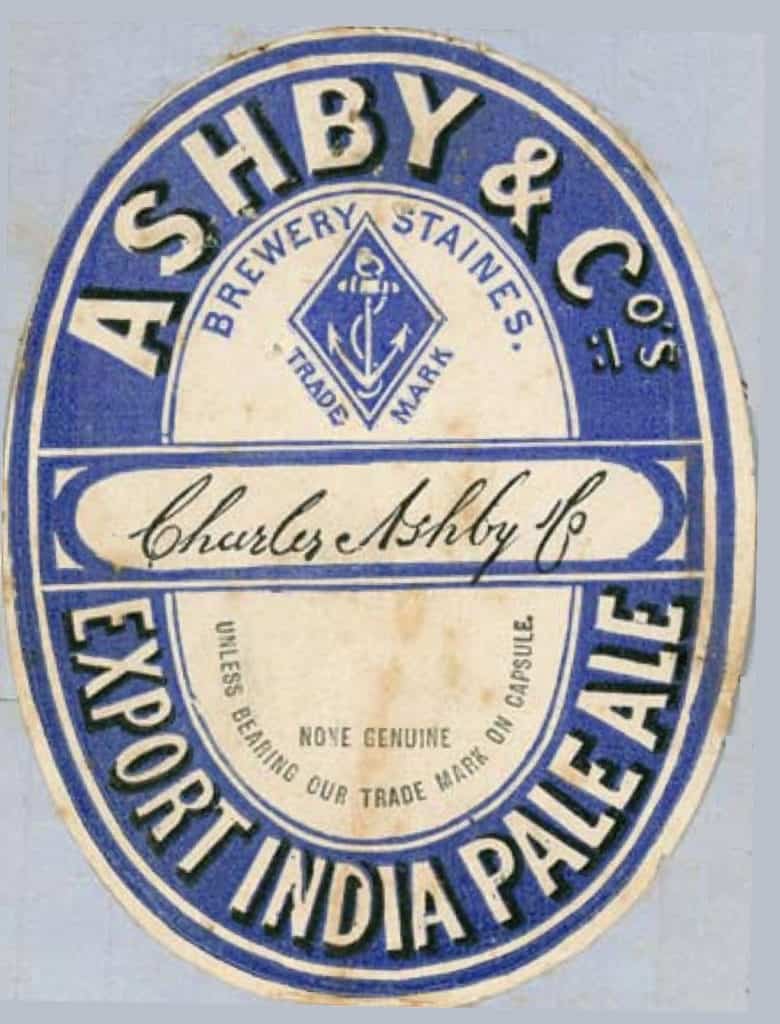 ASHBY & Co's
BREWERY STAINES.
TRADE MARK
Charles Ashby & Co
EXPORT INDIA PALE ALE
NONE GENUINE
UNLESS BEARING OUR TRADE MARK ON CAPSULE.